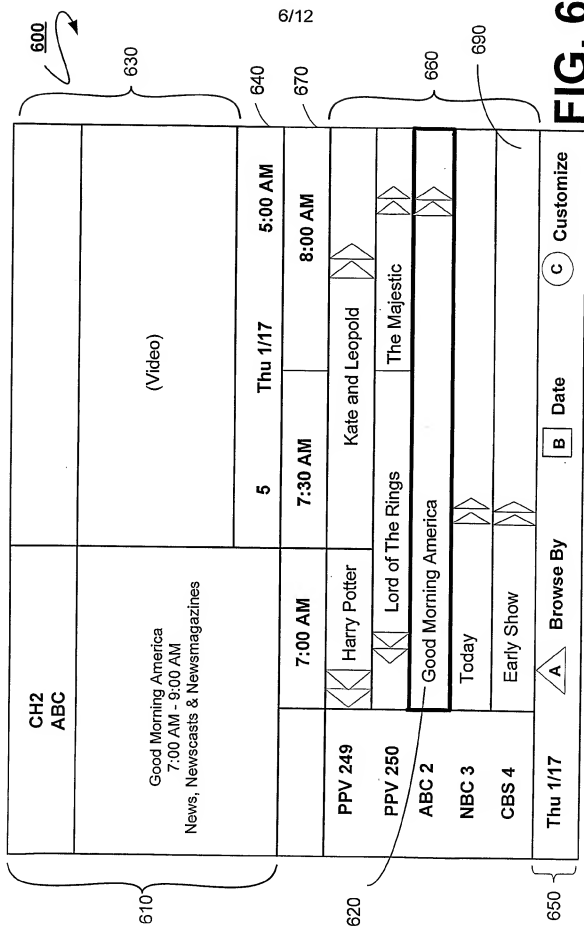 6/12
600
CH2
ABC
Good Morning America
7:00 AM - 9:00 AM
News, Newscasts & Newsmagazines
(Video)
5 Thu 1/17 5:00 AM
7:00 AM 7:30 AM 8:00 AM
PPV 249 Harry Potter Kate and Leopold
PPV 250 Lord of The Rings The Majestic
ABC 2 Good Morning America
NBC 3 Today
CBS 4 Early Show
Thu 1/17 A Browse By B Date C Customize
610
620
650
630
640
670
660
690
FIG. 6